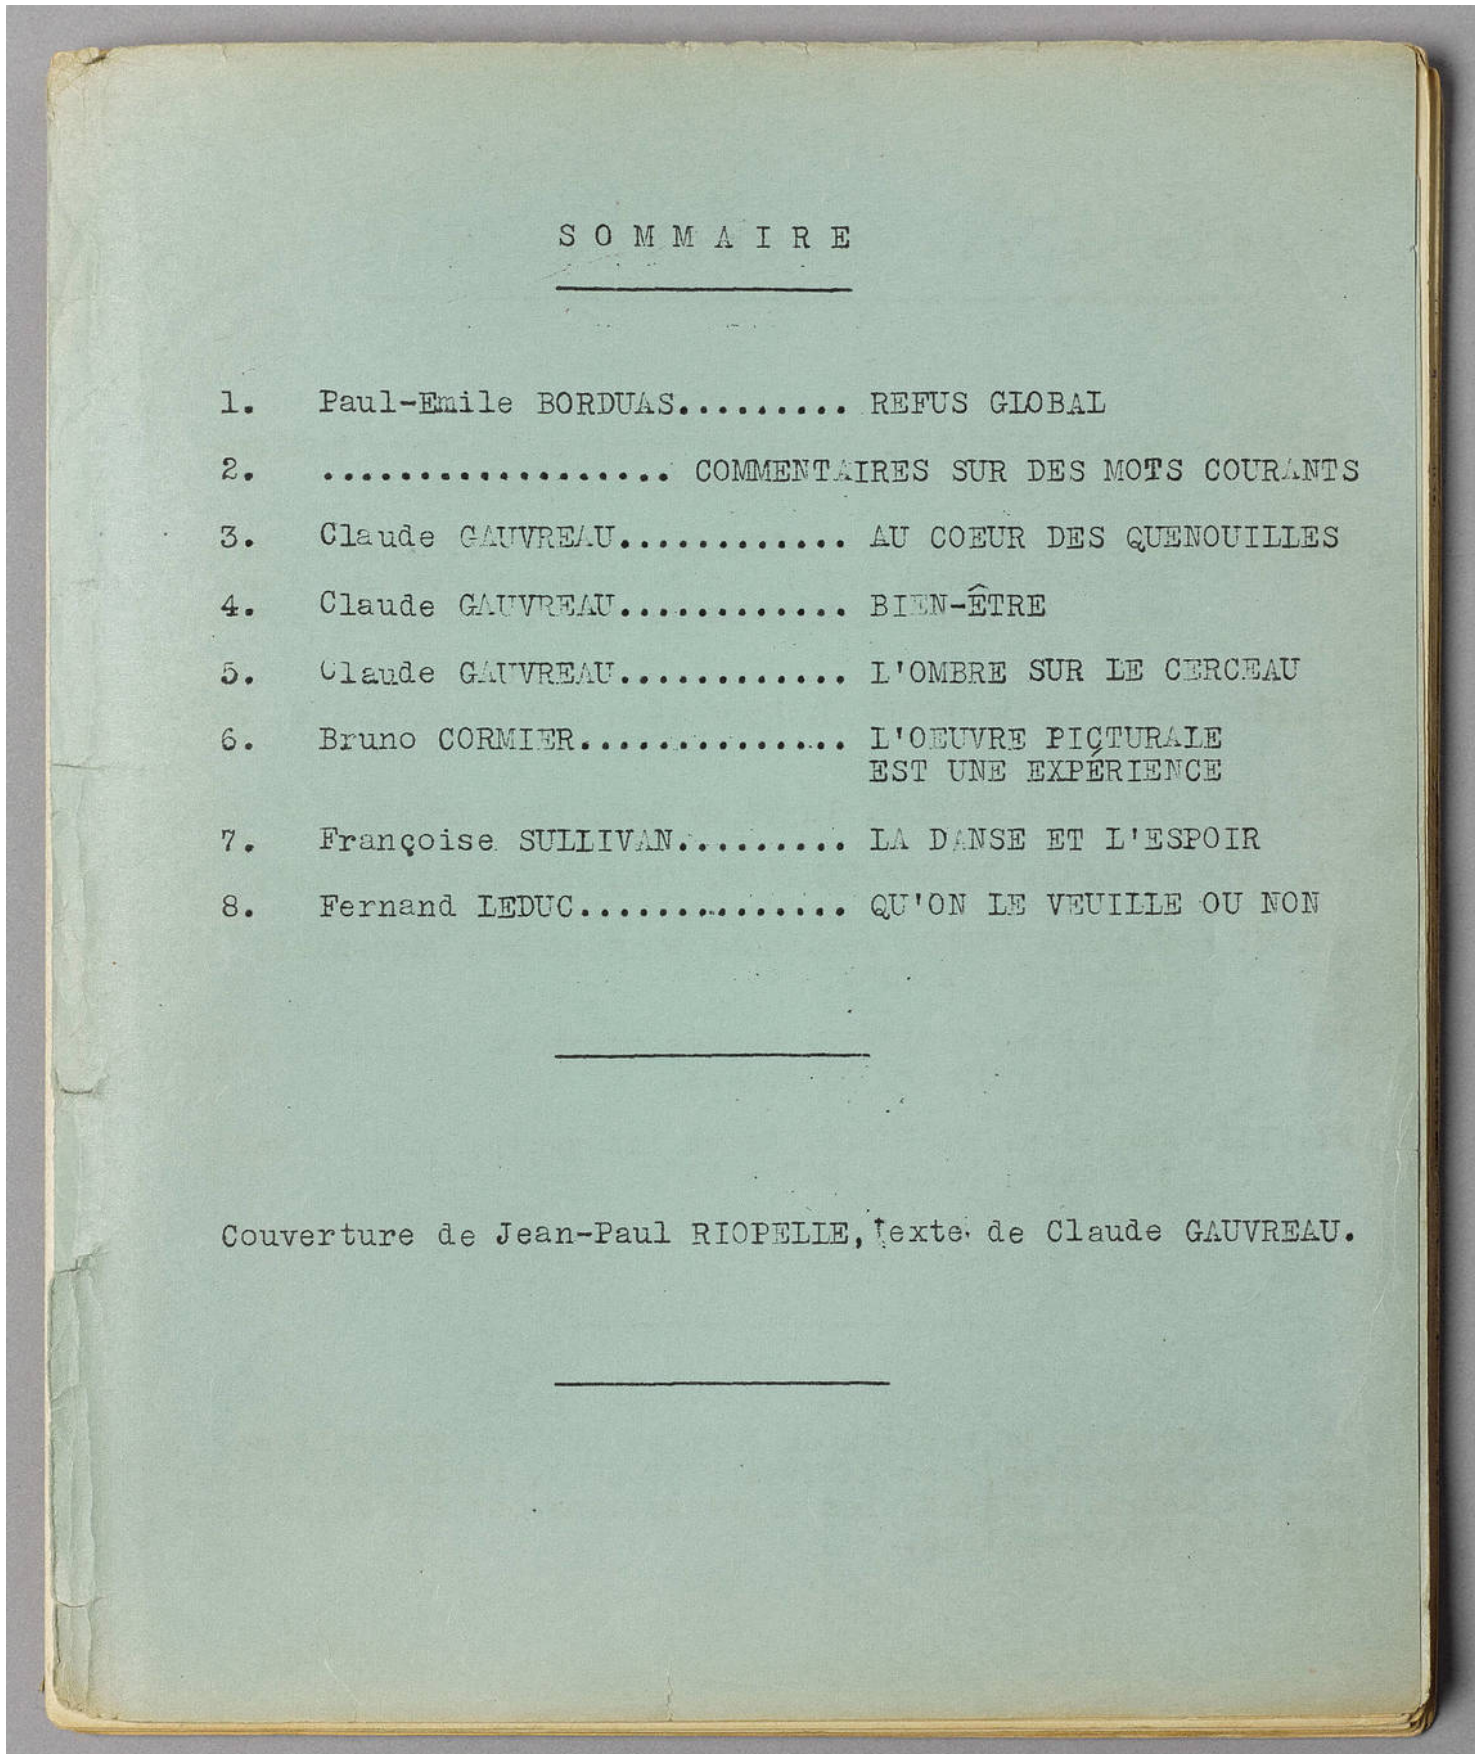 SOMMAIRE
1. Paul-Emile BORDUAS......... REFUS GLOBAL
2. .................. COMMENTAIRES SUR DES MOTS COURANTS
3. Claude GAUVREAU............ AU COEUR DES QUENOUILLES
4. Claude GAUVREAU............ BIEN-ÊTRE
5. Claude GAUVREAU............ L'OMBRE SUR LE CERCEAU
6. Bruno CORMIER.............. L'OEUVRE PICTURALE
EST UNE EXPÉRIENCE
7. Françoise SULLIVAN......... LA DANSE ET L'ESPOIR
8. Fernand LEDUC.............. QU'ON LE VEUILLE OU NON
Couverture de Jean-Paul RIOPELLE, texte de Claude GAUVREAU.